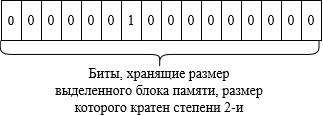 0 0 0 0 0 0 1 0 0 0 0 0 0 0 0 0
Биты, хранящие размер
выделенного блока памяти, размер
которого кратен степени 2-и